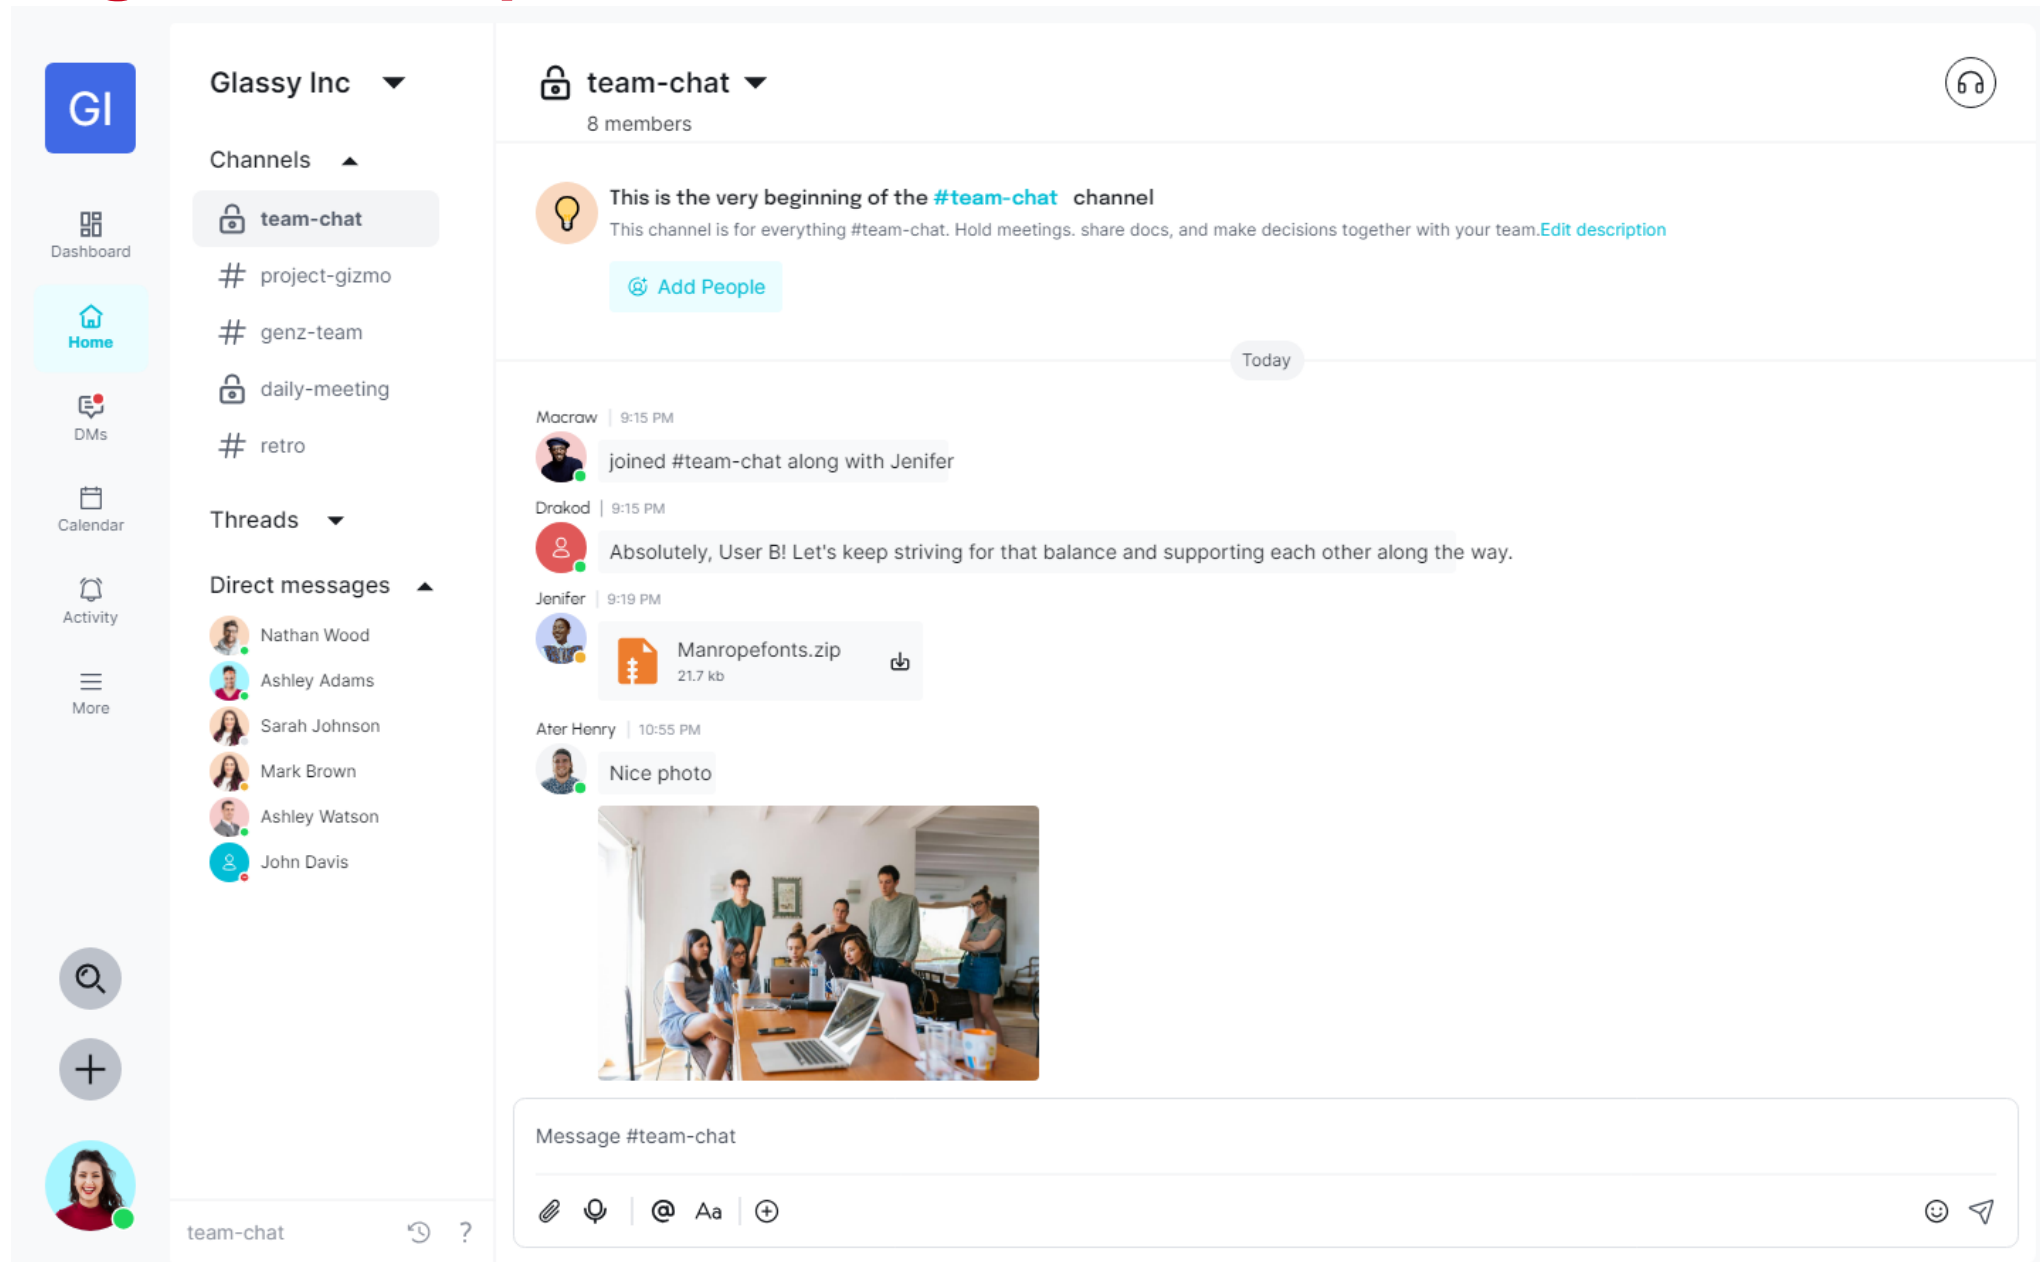 GI
Dashboard
Home
DMs
Calendar
Activity
More
Glassy Inc
Channels
team-chat
# project-gizmo
# genz-team
daily-meeting
# retro
Threads
Direct messages
Nathan Wood
Ashley Adams
Sarah Johnson
Mark Brown
Ashley Watson
John Davis
team-chat ?
team-chat
8 members
This is the very beginning of the #team-chat channel
This channel is for everything #team-chat. Hold meetings. share docs, and make decisions together with your team.Edit description
Add People
Today
Macraw | 9:15 PM
joined #team-chat along with Jenifer
Drakod | 9:15 PM
Absolutely, User B! Let's keep striving for that balance and supporting each other along the way.
Jenifer | 9:19 PM
Manropefonts.zip
21.7 kb
Ater Henry | 10:55 PM
Nice photo
Message #team-chat
@ Aa